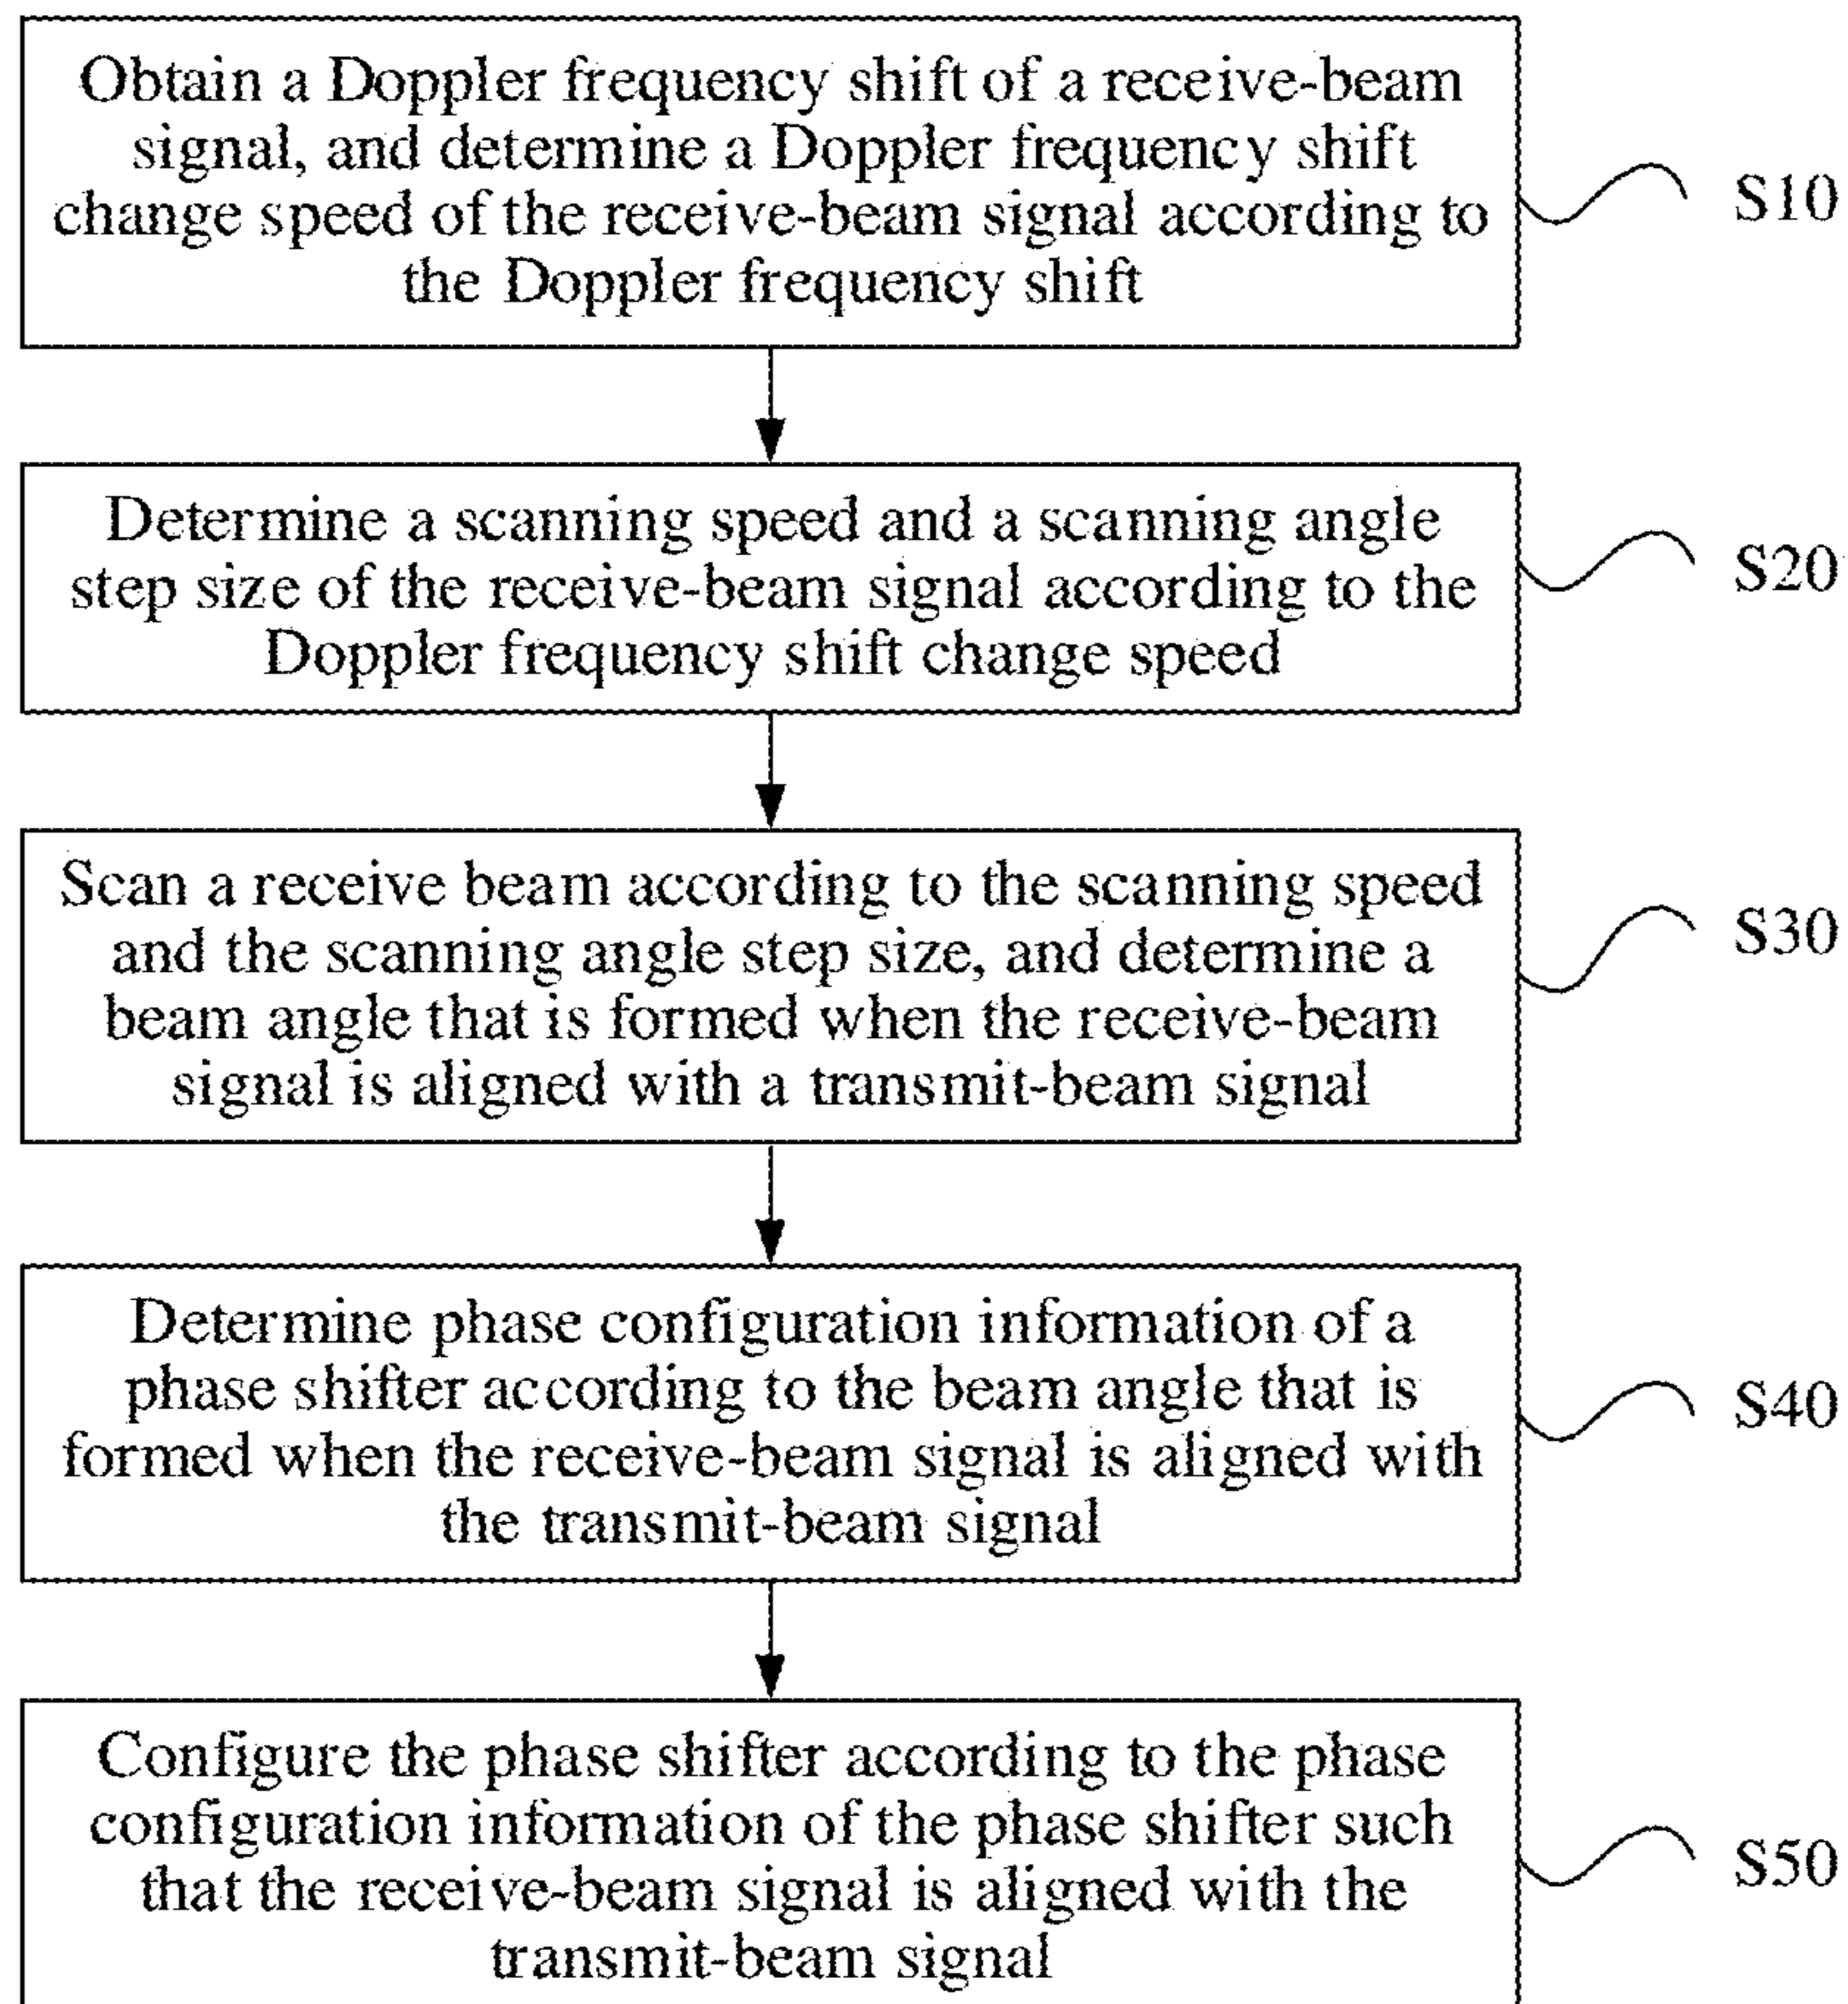 Obtain a Doppler frequency shift of a receive-beam
signal, and determine a Doppler frequency shift
change speed of the receive-beam signal according to
the Doppler frequency shift
S10
Determine a scanning speed and a scanning angle
step size of the receive-beam signal according to the
Doppler frequency shift change speed
S20
Scan a receive beam according to the scanning speed
and the scanning angle step size, and determine a
beam angle that is formed when the receive-beam
signal is aligned with a transmit-beam signal
S30
Determine phase configuration information of a
phase shifter according to the beam angle that is
formed when the receive-beam signal is aligned with
the transmit-beam signal
S40
Configure the phase shifter according to the phase
configuration information of the phase shifter such
that the receive-beam signal is aligned with the
transmit-beam signal
S50